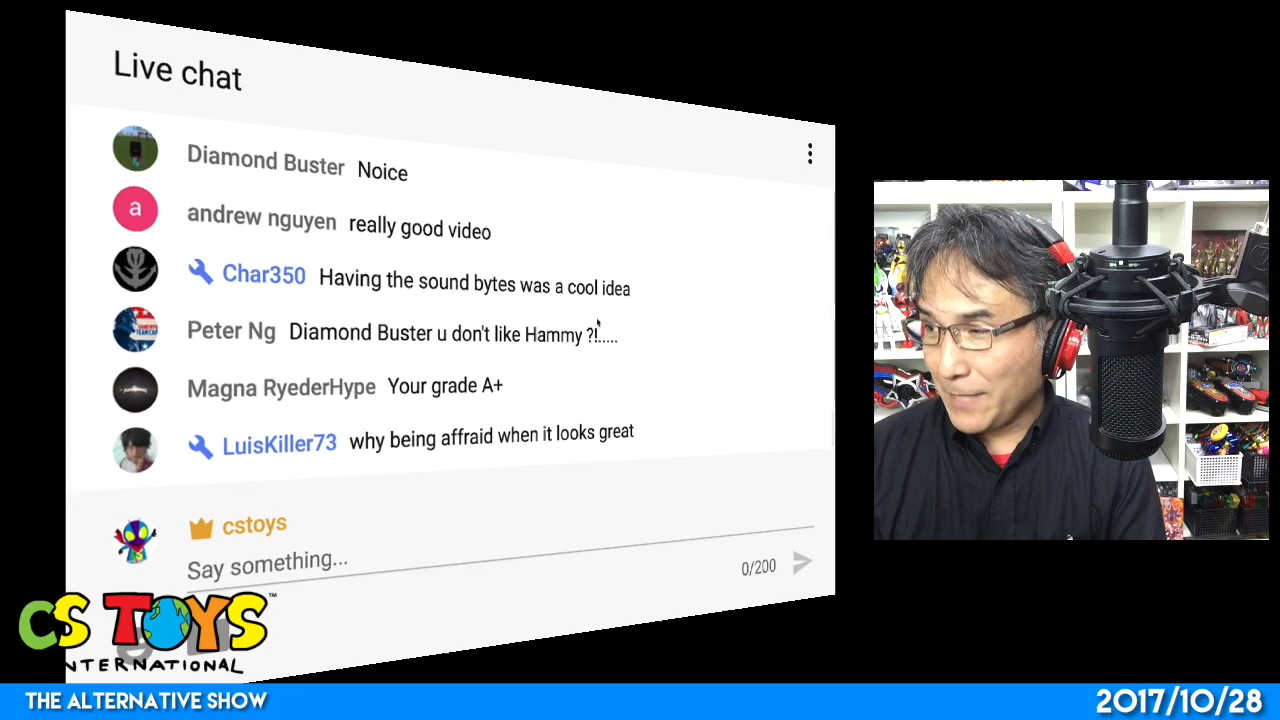 Live chat
Diamond Buster Noice
a
andrew nguyen really good video
Char350 Having the sound bytes was a cool idea
Peter Ng Diamond Buster u don't like Hammy ?!.....
Magna RyederHype Your grade A+
LuisKiller73 why being affraid when it looks great
cstoys
Say something...
0/200
CS TOYS™
INTERNATIONAL
THE ALTERNATIVE SHOW
2017/10/28